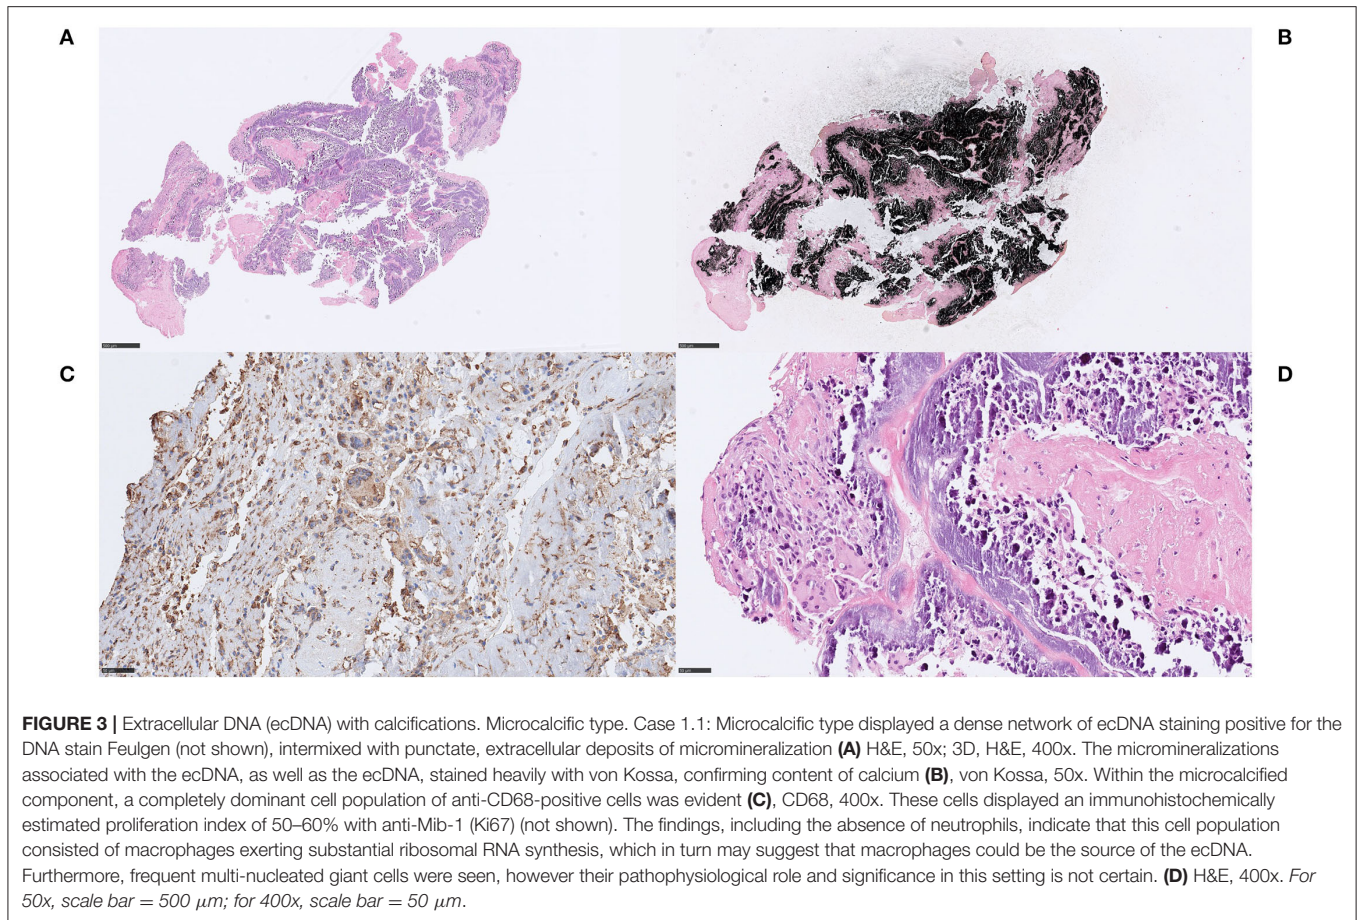 A
B
500 µm
500 µm
C
D
50 µm
50 µm
FIGURE 3 | Extracellular DNA (ecDNA) with calcifications. Microcalcific type. Case 1.1: Microcalcific type displayed a dense network of ecDNA staining positive for the
DNA stain Feulgen (not shown), intermixed with punctate, extracellular deposits of micromineralization (A) H&E, 50x; 3D, H&E, 400x. The micromineralizations
associated with the ecDNA, as well as the ecDNA, stained heavily with von Kossa, confirming content of calcium (B), von Kossa, 50x. Within the microcalcified
component, a completely dominant cell population of anti-CD68-positive cells was evident (C), CD68, 400x. These cells displayed an immunohistochemically
estimated proliferation index of 50–60% with anti-Mib-1 (Ki67) (not shown). The findings, including the absence of neutrophils, indicate that this cell population
consisted of macrophages exerting substantial ribosomal RNA synthesis, which in turn may suggest that macrophages could be the source of the ecDNA.
Furthermore, frequent multi-nucleated giant cells were seen, however their pathophysiological role and significance in this setting is not certain. (D) H&E, 400x. For
50x, scale bar = 500 µm; for 400x, scale bar = 50 µm.